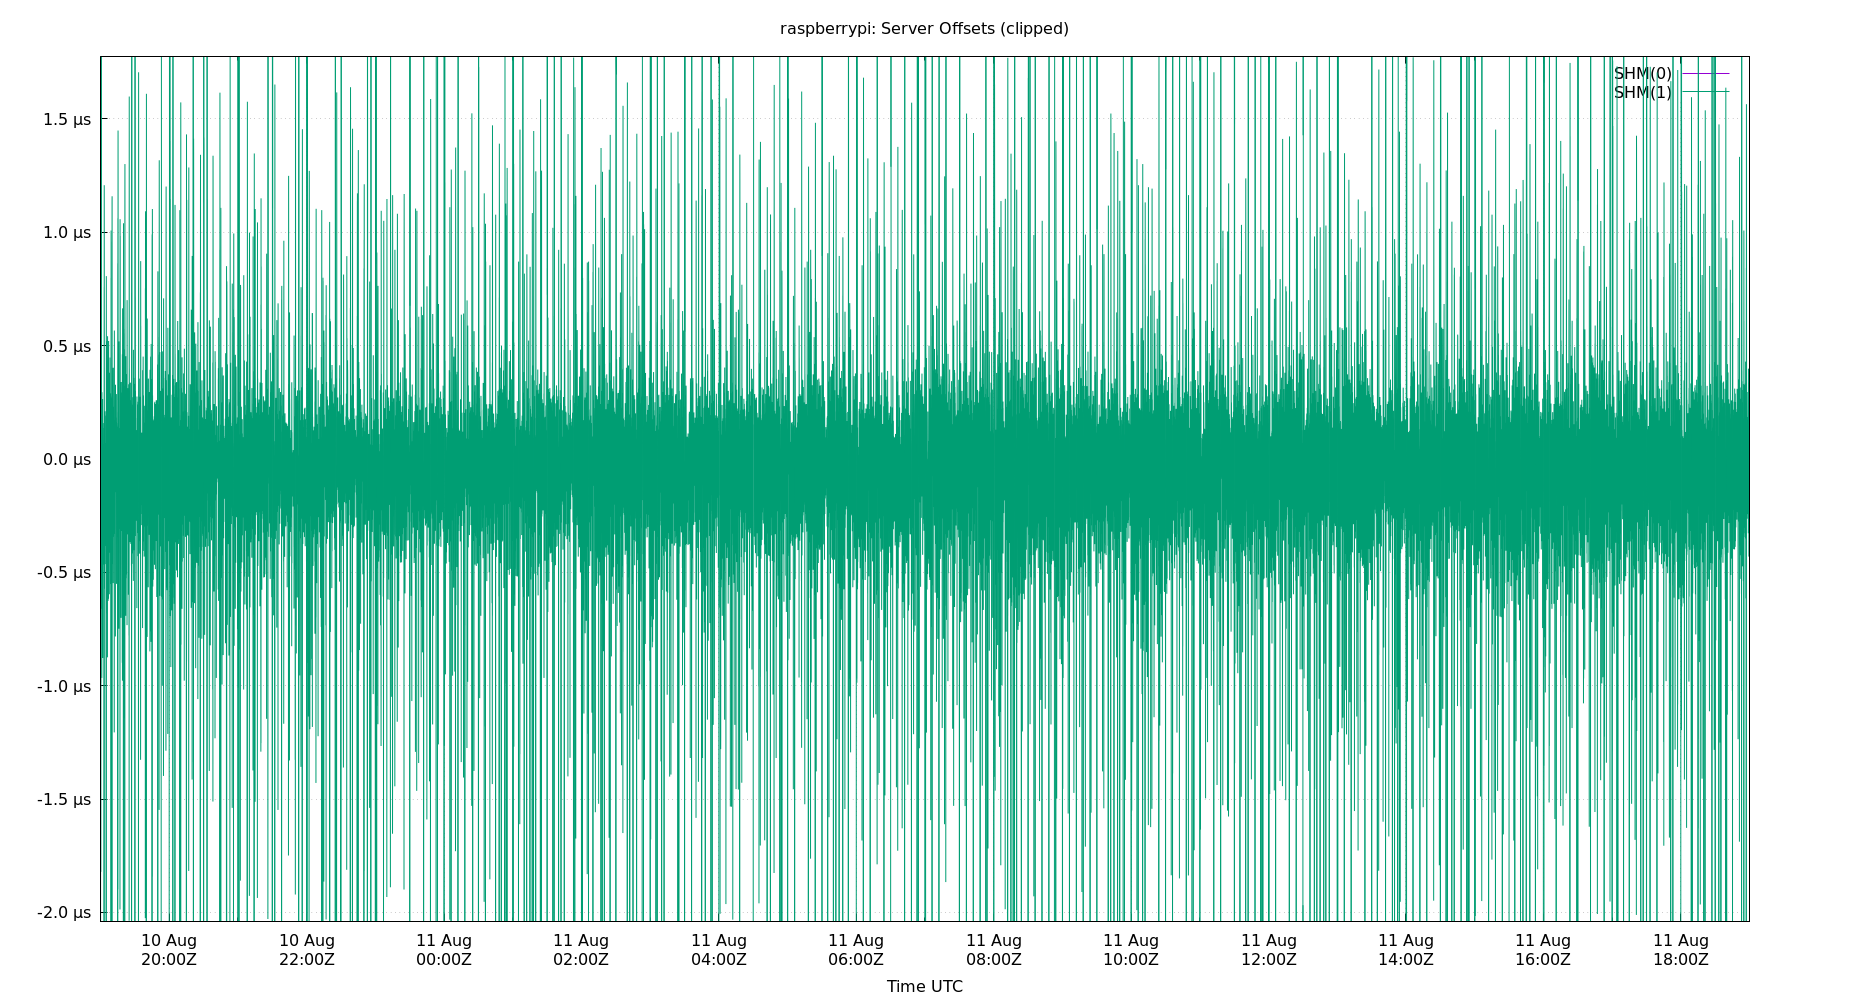 raspberrypi: Server Offsets (clipped)
SHM(0)
SHM(1)
1.5 µs
1.0 µs
0.5 µs
0.0 µs
-0.5 µs
-1.0 µs
-1.5 µs
-2.0 µs
10 Aug 10 Aug 11 Aug 11 Aug 11 Aug 11 Aug 11 Aug 11 Aug 11 Aug 11 Aug 11 Aug 11 Aug
20:00Z 22:00Z 00:00Z 02:00Z 04:00Z 06:00Z 08:00Z 10:00Z 12:00Z 14:00Z 16:00Z 18:00Z
Time UTC